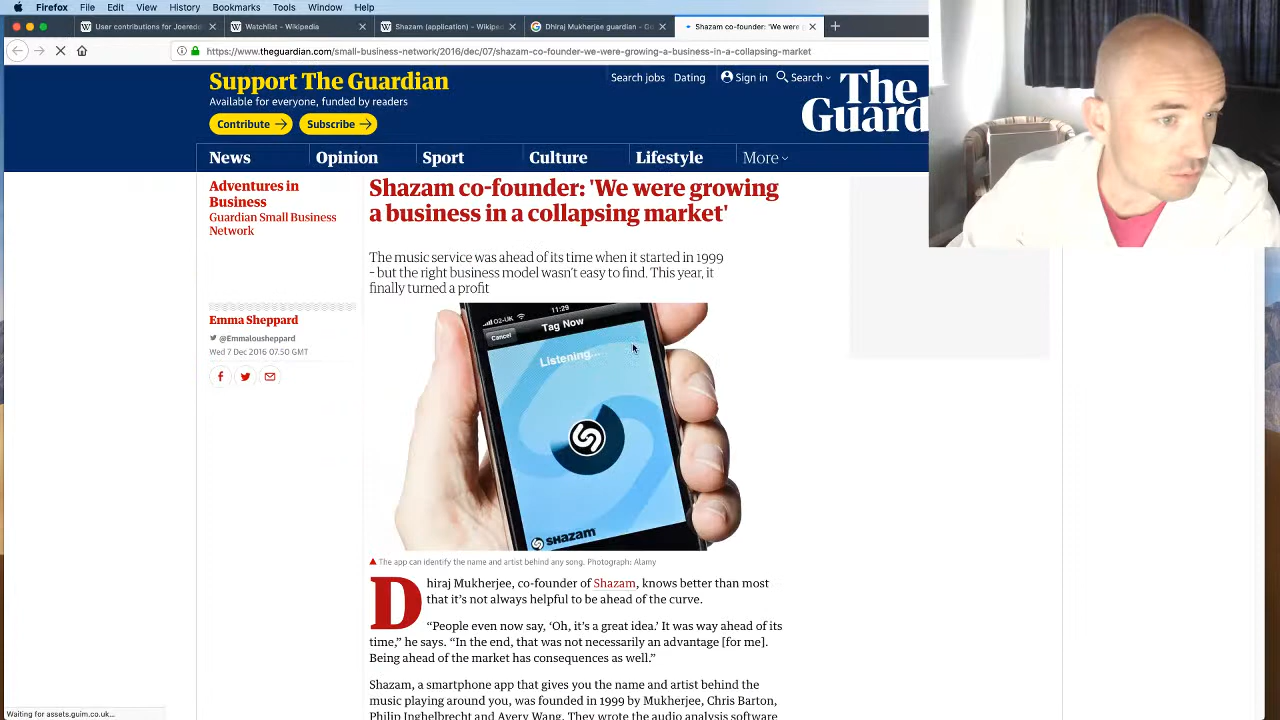 Firefox File Edit View History Bookmarks Tools Window Help
User contributions for Joeredd
Watchlist - Wikipedia
Shazam (application) - Wikiped
Dhiraj Mukherjee guardian - Go
Shazam co-founder: 'We were
https://www.theguardian.com/small-business-network/2016/dec/07/shazam-co-founder-we-were-growing-a-business-in-a-collapsing-market
Support The Guardian
Available for everyone, funded by readers
Contribute
Subscribe
Search jobs Dating Sign in Search
The
Guard
News Opinion Sport Culture Lifestyle More
Adventures in
Business
Guardian Small Business
Network
Shazam co-founder: 'We were growing
a business in a collapsing market'
The music service was ahead of its time when it started in 1999
– but the right business model wasn't easy to find. This year, it
finally turned a profit
Emma Sheppard
@Emmalousheppard
Wed 7 Dec 2016 07.50 GMT
O2-UK 11:29
Cancel Tag Now
Listening...
SHAZAM
The app can identify the name and artist behind any song. Photograph: Alamy
Dhiraj Mukherjee, co-founder of Shazam, knows better than most
that it's not always helpful to be ahead of the curve.
“People even now say, ‘Oh, it's a great idea.’ It was way ahead of its
time,” he says. “In the end, that was not necessarily an advantage [for me].
Being ahead of the market has consequences as well.”
Shazam, a smartphone app that gives you the name and artist behind the
music playing around you, was founded in 1999 by Mukherjee, Chris Barton,
Philip Inghelbrecht and Avery Wang. They wrote the audio analysis software
Waiting for assets.guim.co.uk...